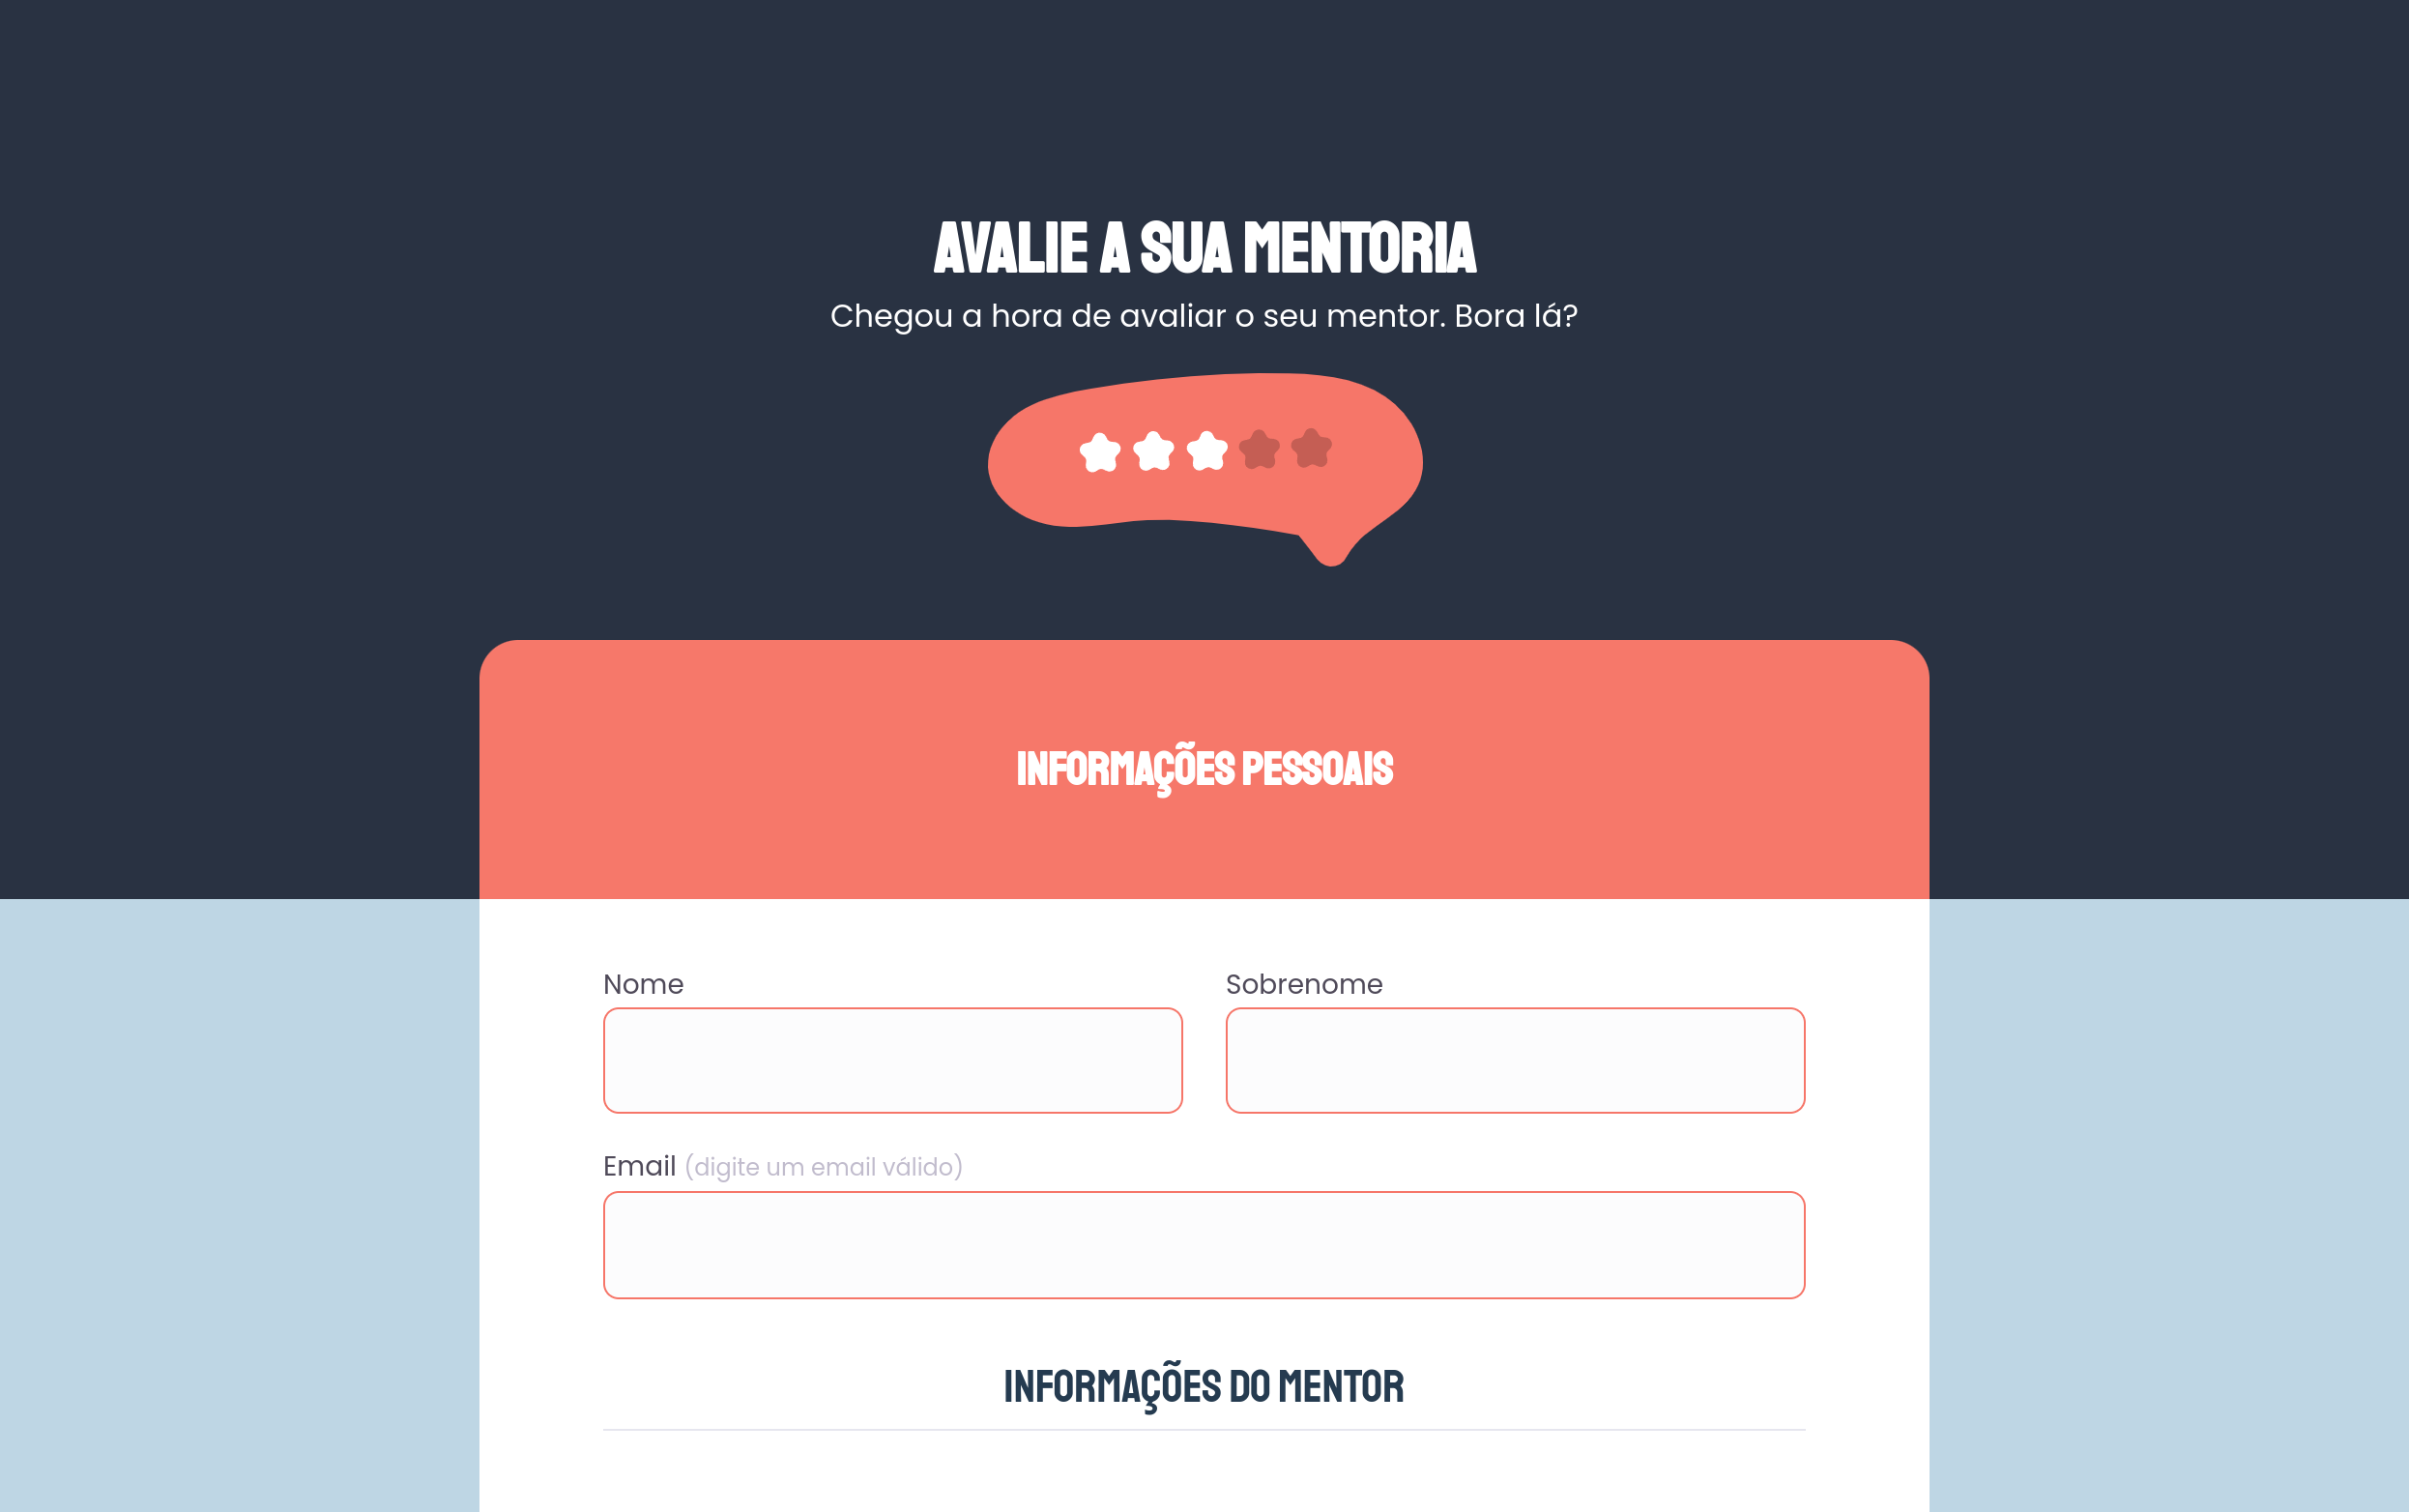 AVALIE A SUA MENTORIA
Chegou a hora de avaliar o seu mentor. Bora lá?
INFORMAÇÕES PESSOAIS
Nome
Sobrenome
Email (digite um email válido)
INFORMAÇÕES DO MENTOR